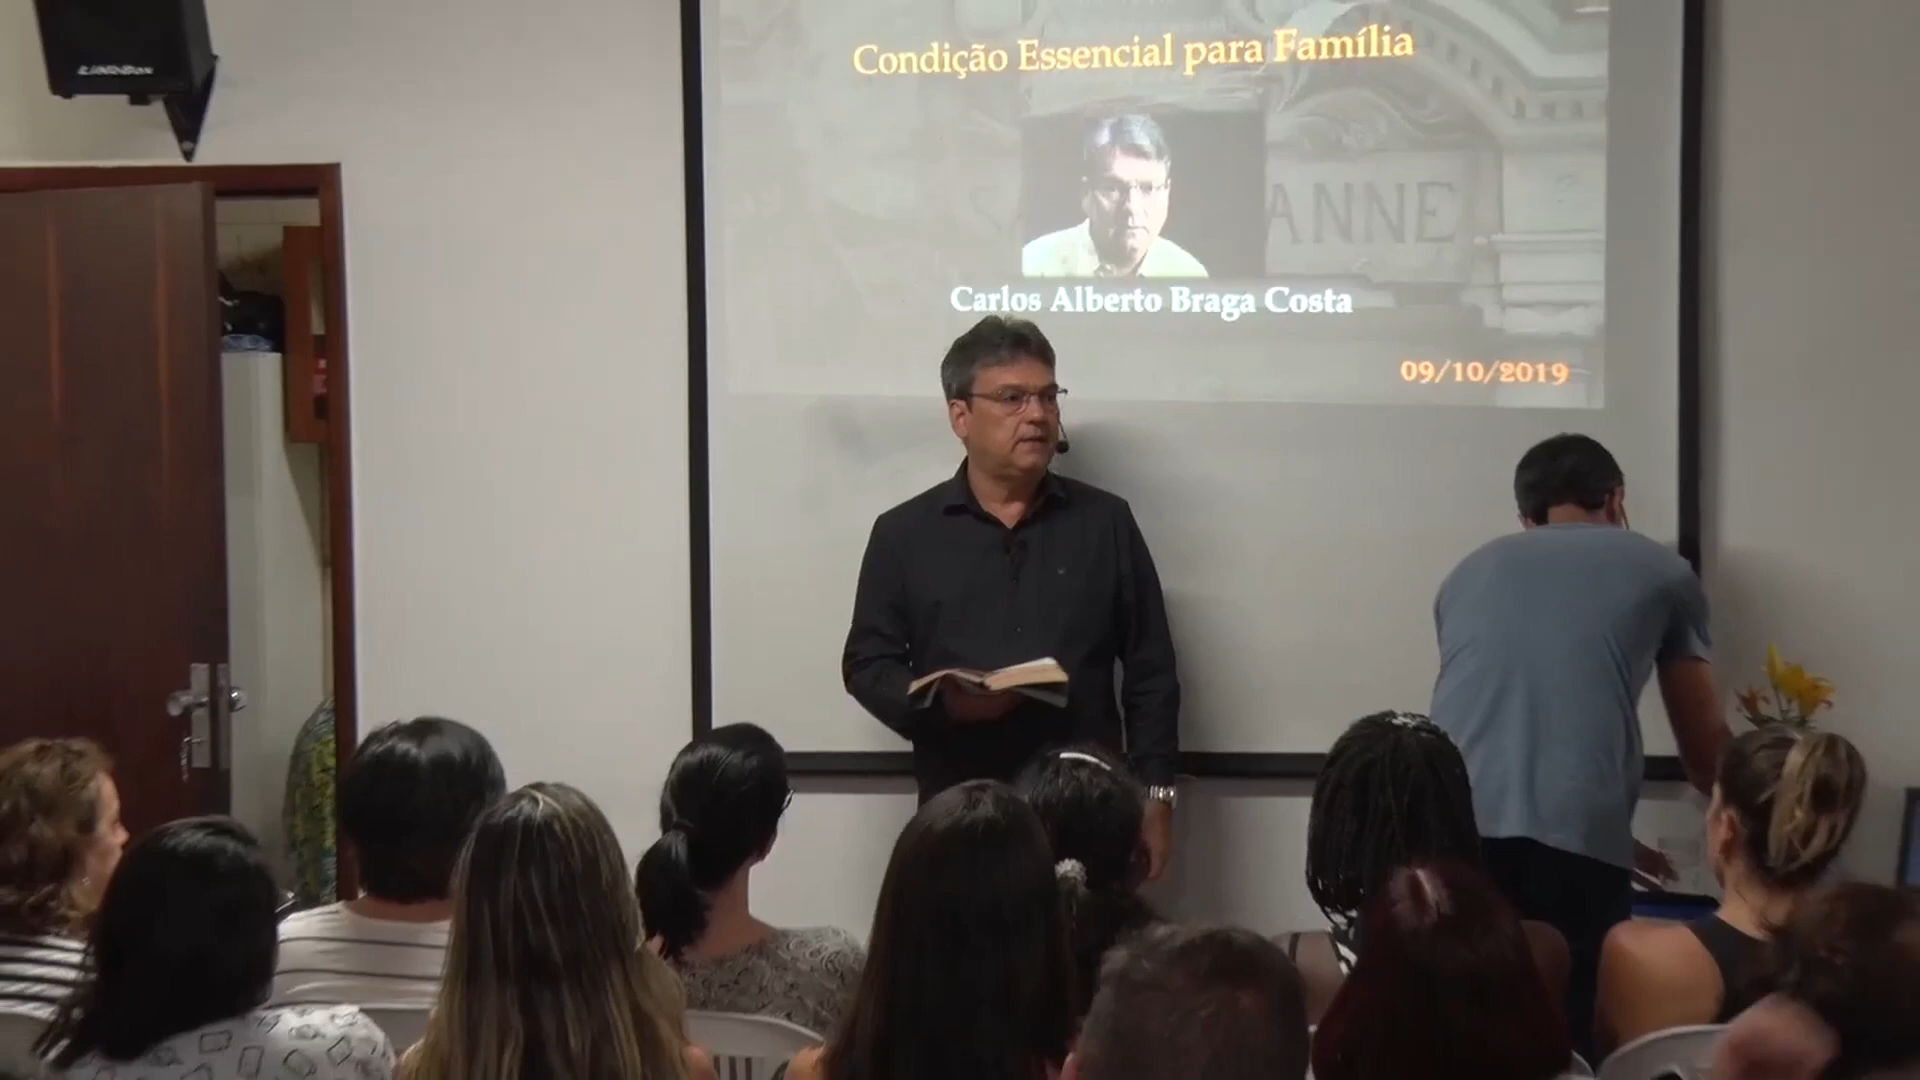 Condição Essencial para Família
ANNE
Carlos Alberto Braga Costa
09/10/2019